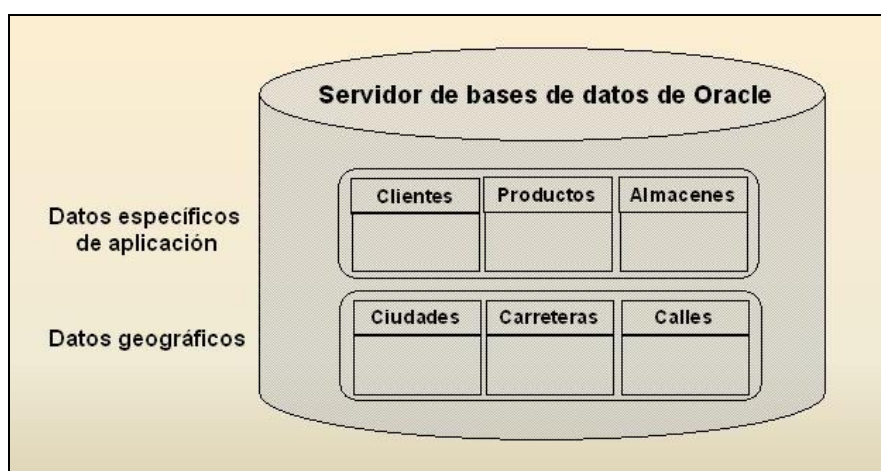 Servidor de bases de datos de Oracle
Datos específicos
de aplicación
Clientes
Productos
Almacenes
Datos geográficos
Ciudades
Carreteras
Calles